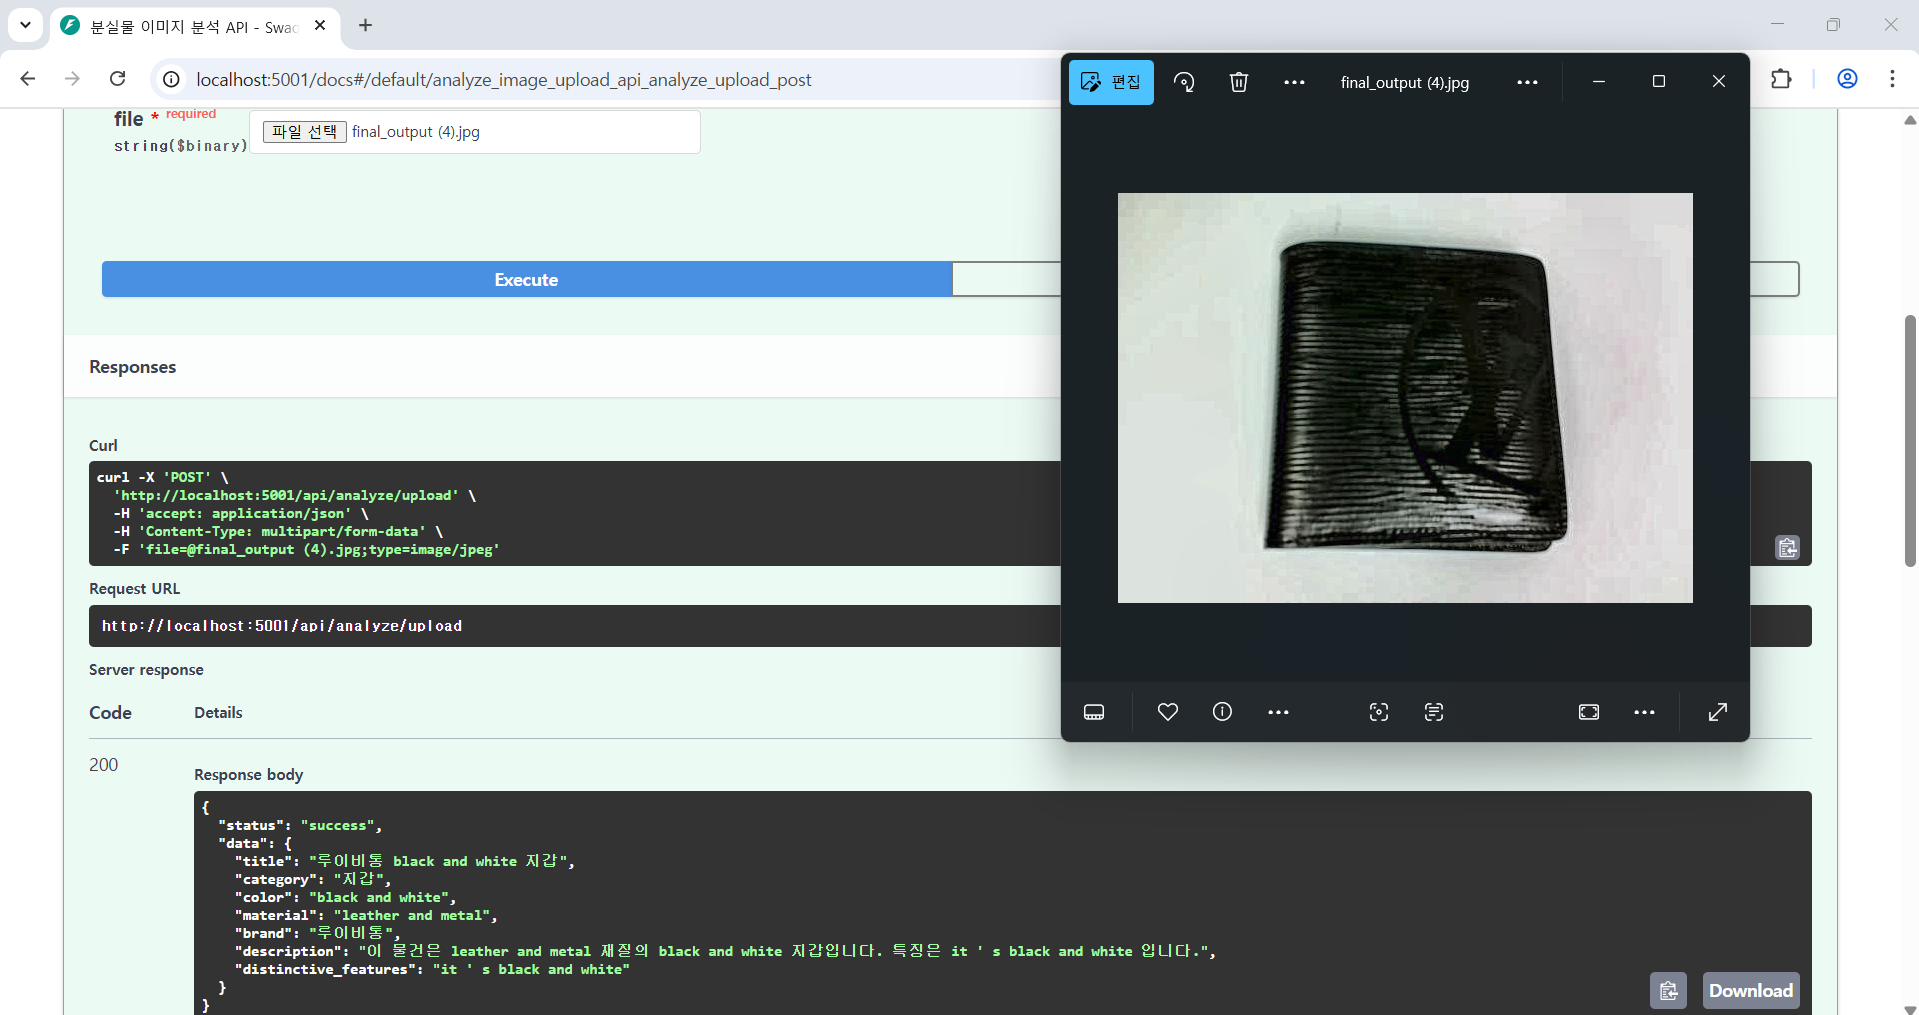 분실물 이미지 분석 API - Swag
localhost:5001/docs#/default/analyze_image_upload_api_analyze_upload_post
file * required
string($binary)
파일 선택 final_output (4).jpg
Execute
Responses
Curl
curl -X 'POST' \
'http://localhost:5001/api/analyze/upload' \
-H 'accept: application/json' \
-H 'Content-Type: multipart/form-data' \
-F 'file=@final_output (4).jpg;type=image/jpeg'
Request URL
http://localhost:5001/api/analyze/upload
Server response
Code Details
200
Response body
{
"status": "success",
"data": {
"title": "루이비통 black and white 지갑",
"category": "지갑",
"color": "black and white",
"material": "leather and metal",
"brand": "루이비통",
"description": "이 물건은 leather and metal 재질의 black and white 지갑입니다. 특징은 it ' s black and white 입니다.",
"distinctive_features": "it ' s black and white"
}
}
Download
편집
final_output (4).jpg